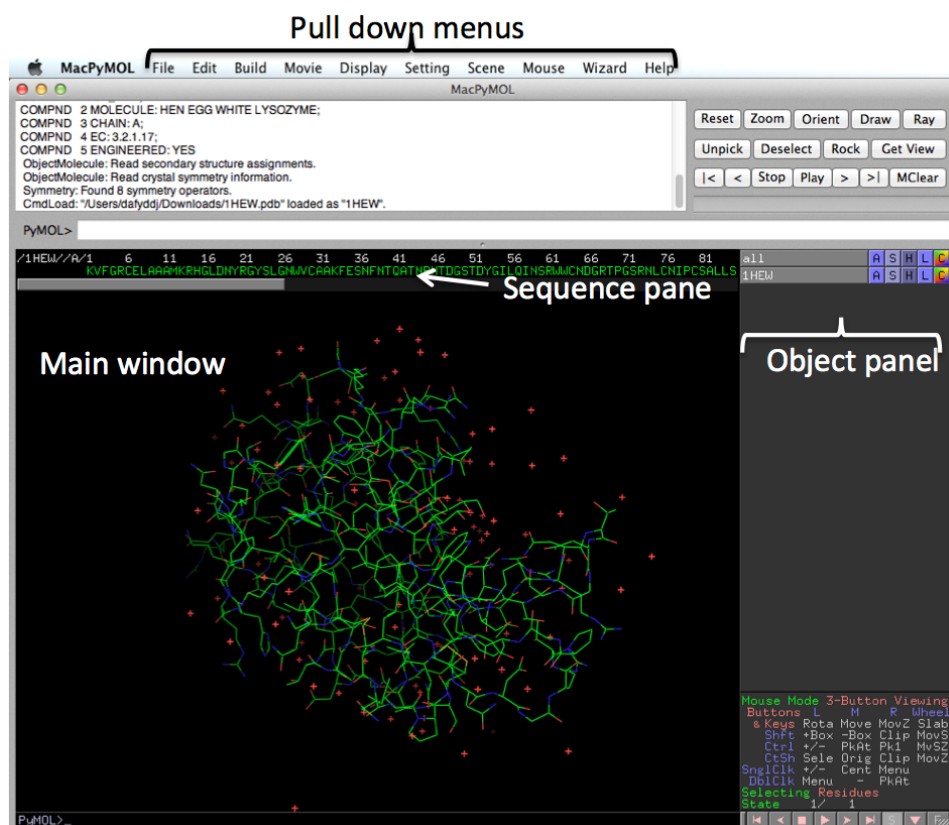 Pull down menus
MacPyMOL File Edit Build Movie Display Setting Scene Mouse Wizard Help
MacPyMOL
COMPND 2 MOLECULE: HEN EGG WHITE LYSOZYME;
COMPND 3 CHAIN: A;
COMPND 4 EC: 3.2.1.17;
COMPND 5 ENGINEERED: YES
ObjectMolecule: Read secondary structure assignments.
ObjectMolecule: Read crystal symmetry information.
Symmetry: Found 8 symmetry operators.
CmdLoad: "/Users/dafyddj/Downloads/1HEW.pdb" loaded as "1HEW".
Reset Zoom Orient Draw Ray
Unpick Deselect Rock Get View
|< < Stop Play > >| MClear
PyMOL>
/1HEW//A/1 6 11 16 21 26 31 36 41 46 51 56 61 66 71 76 81
KVFGRCELAAAMKRHGLDNYRGYSLGNWVCAAKFESNFNTQATN TDGSTDYGILQINSRWWCNDGRTPGSRNLCNIPCSALLS
all A S H L C
1HEW A S H L C
Sequence pane
Main window
Object panel
Mouse Mode 3-Button Viewing
Buttons L M R Wheel
& Keys Rota Move MovZ Slab
Shft +Box -Box Clip MovS
Ctrl +/- PkAt Pk1 MvSZ
CtSh Sele Orig Clip MovZ
SnglClk +/- Cent Menu
DblClk Menu - PkAt
Selecting Residues
State 1/ 1
PyMOL>_
S